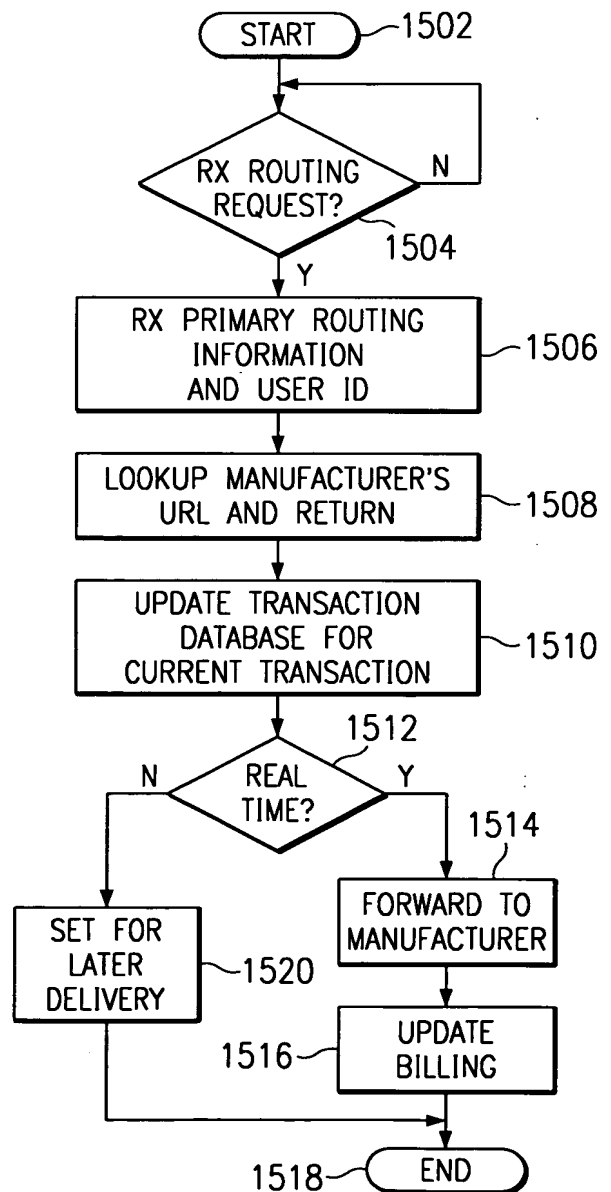 START
1502
RX ROUTING
REQUEST?
N
1504
Y
RX PRIMARY ROUTING
INFORMATION
AND USER ID
1506
LOOKUP MANUFACTURER'S
URL AND RETURN
1508
UPDATE TRANSACTION
DATABASE FOR
CURRENT TRANSACTION
1510
1512
N
REAL
TIME?
Y
1514
SET FOR
LATER
DELIVERY
1520
FORWARD TO
MANUFACTURER
1516
UPDATE
BILLING
1518
END